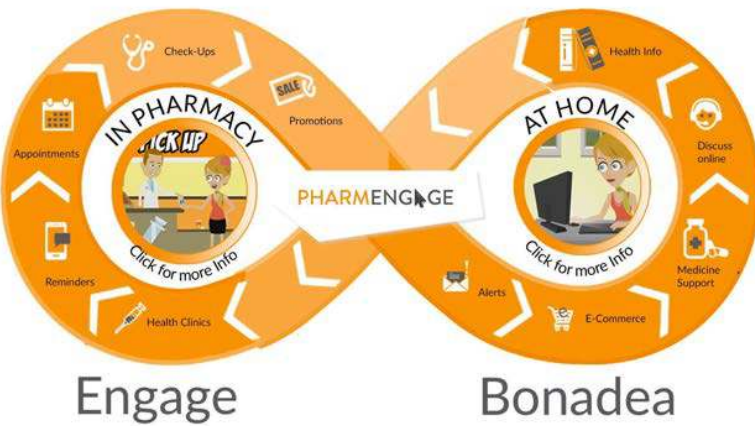 Check-Ups
SALE
Promotions
Appointments
IN PHARMACY
PICK UP
Click for more Info
Reminders
Health Clinics
PHARMENGAGE
Health Info
AT HOME
Discuss
online
Click for more Info
Medicine
Support
Alerts
E-Commerce
e
Engage
Bonadea